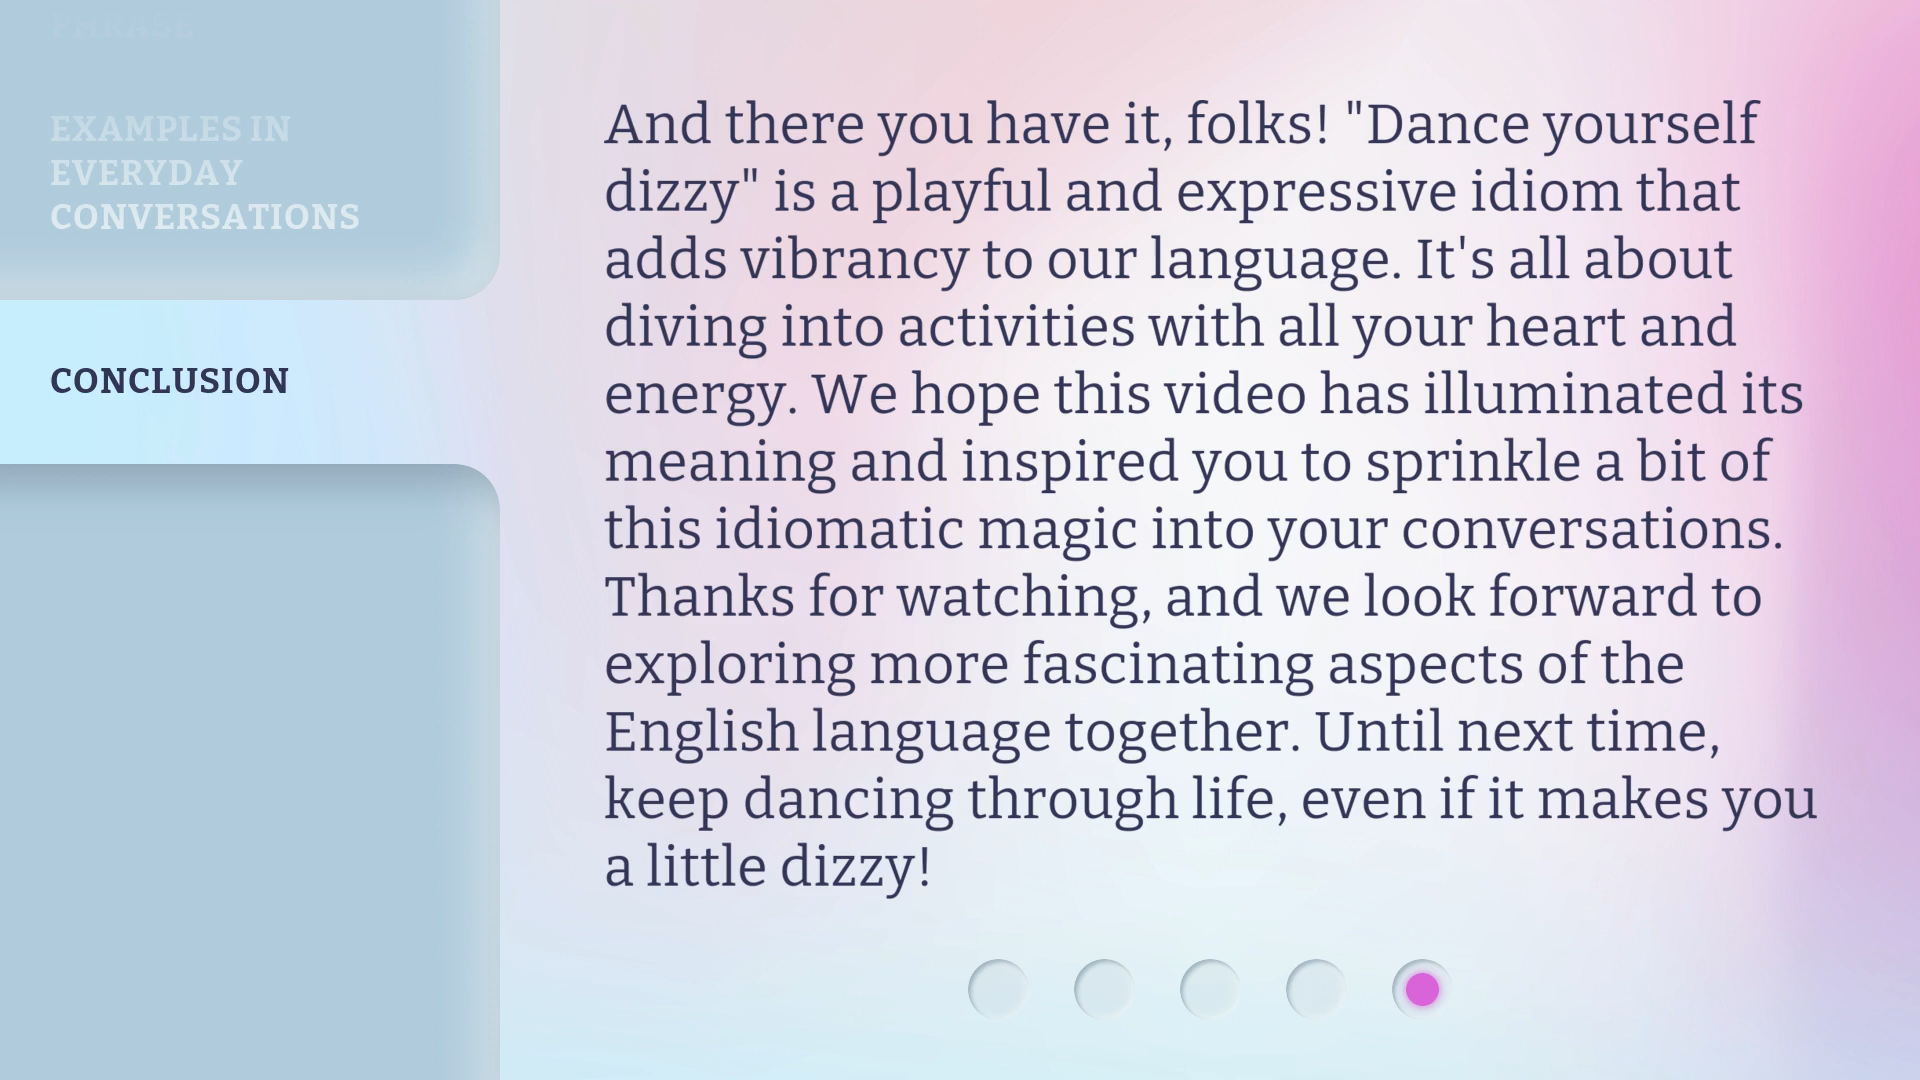 PHRASE
EXAMPLES IN
EVERYDAY
CONVERSATIONS
CONCLUSION
And there you have it, folks! "Dance yourself
dizzy" is a playful and expressive idiom that
adds vibrancy to our language. It's all about
diving into activities with all your heart and
energy. We hope this video has illuminated its
meaning and inspired you to sprinkle a bit of
this idiomatic magic into your conversations.
Thanks for watching, and we look forward to
exploring more fascinating aspects of the
English language together. Until next time,
keep dancing through life, even if it makes you
a little dizzy!